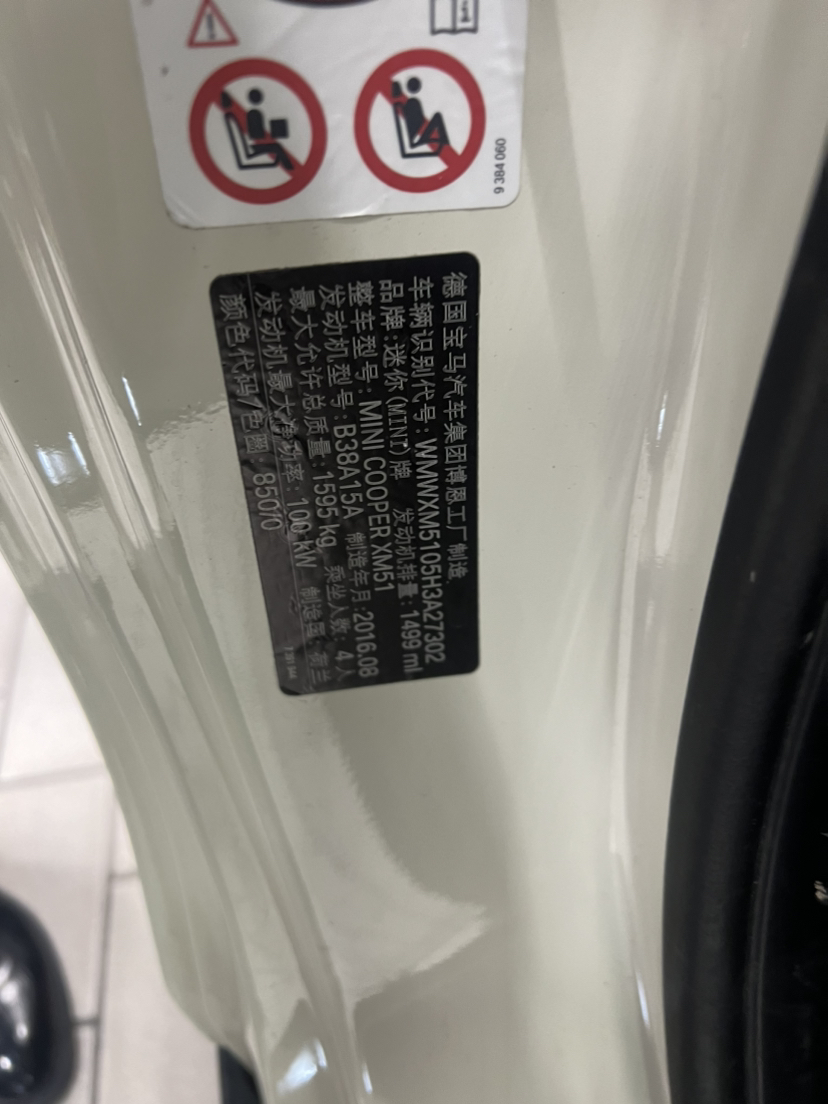 9 384 060
德国宝马汽车集团博恩工厂制造
车辆识别代号: WMWXM5105H3A27302
品牌:迷你(MINI)牌 发动机排量: 1499 ml
整车型号: MINI COOPER XM51
发动机型号: B38A15A 制造年月:2016.08
最大允许总质量: 1595 kg 乘坐人数: 4 人
发动机最大净功率: 100 kW 制造国: 荷兰
颜色代码/色圈: 850/0